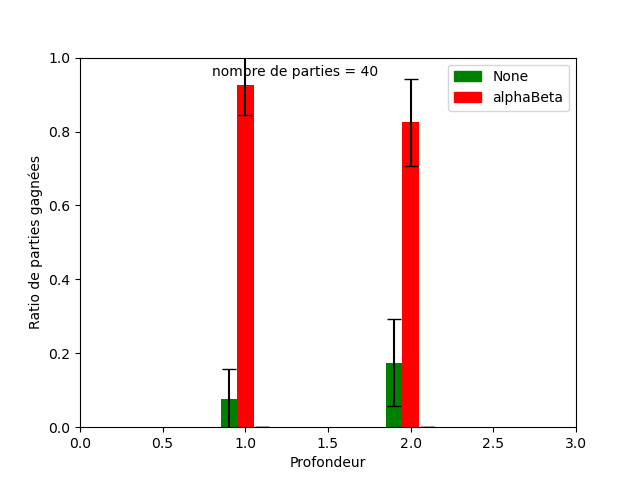 nombre de parties = 40
None
alphaBeta
1.0
0.8
0.6
0.4
0.2
0.0
Ratio de parties gagnées
0.0 0.5 1.0 1.5 2.0 2.5 3.0
Profondeur